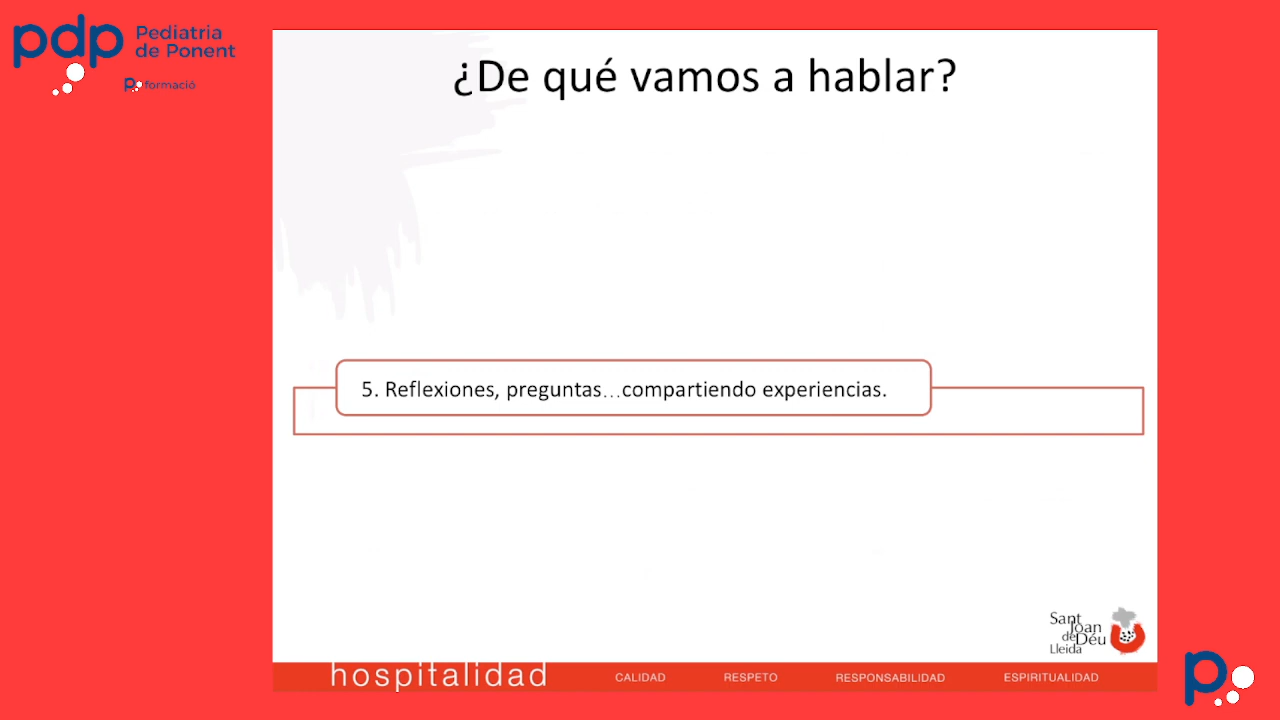 pdp Pediatria
de Ponent
p formació
¿De qué vamos a hablar?
5. Reflexiones, preguntas...compartiendo experiencias.
Sant
Joan
de Déu
Lleida
hospitalidad CALIDAD RESPETO RESPONSABILIDAD ESPIRITUALIDAD
p